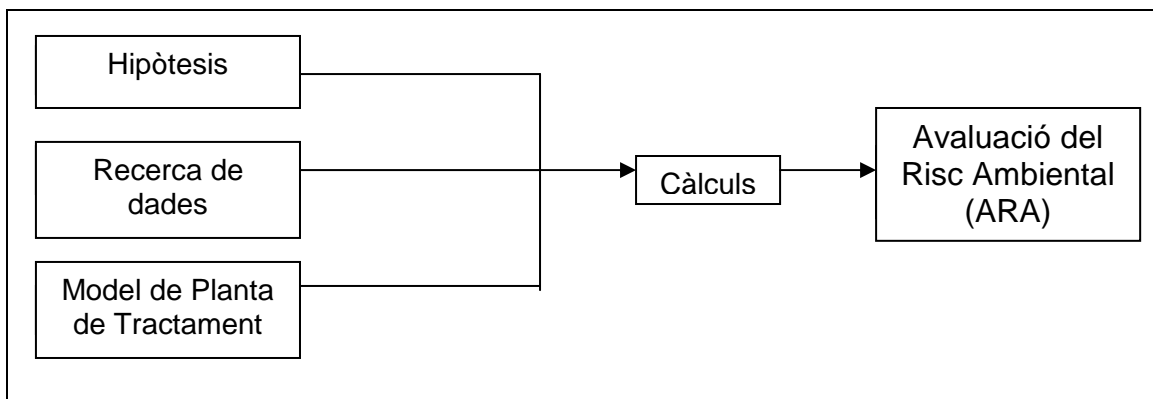 Hipòtesis
Recerca de
dades
Model de Planta
de Tractament
Càlculs
Avaluació del
Risc Ambiental
(ARA)